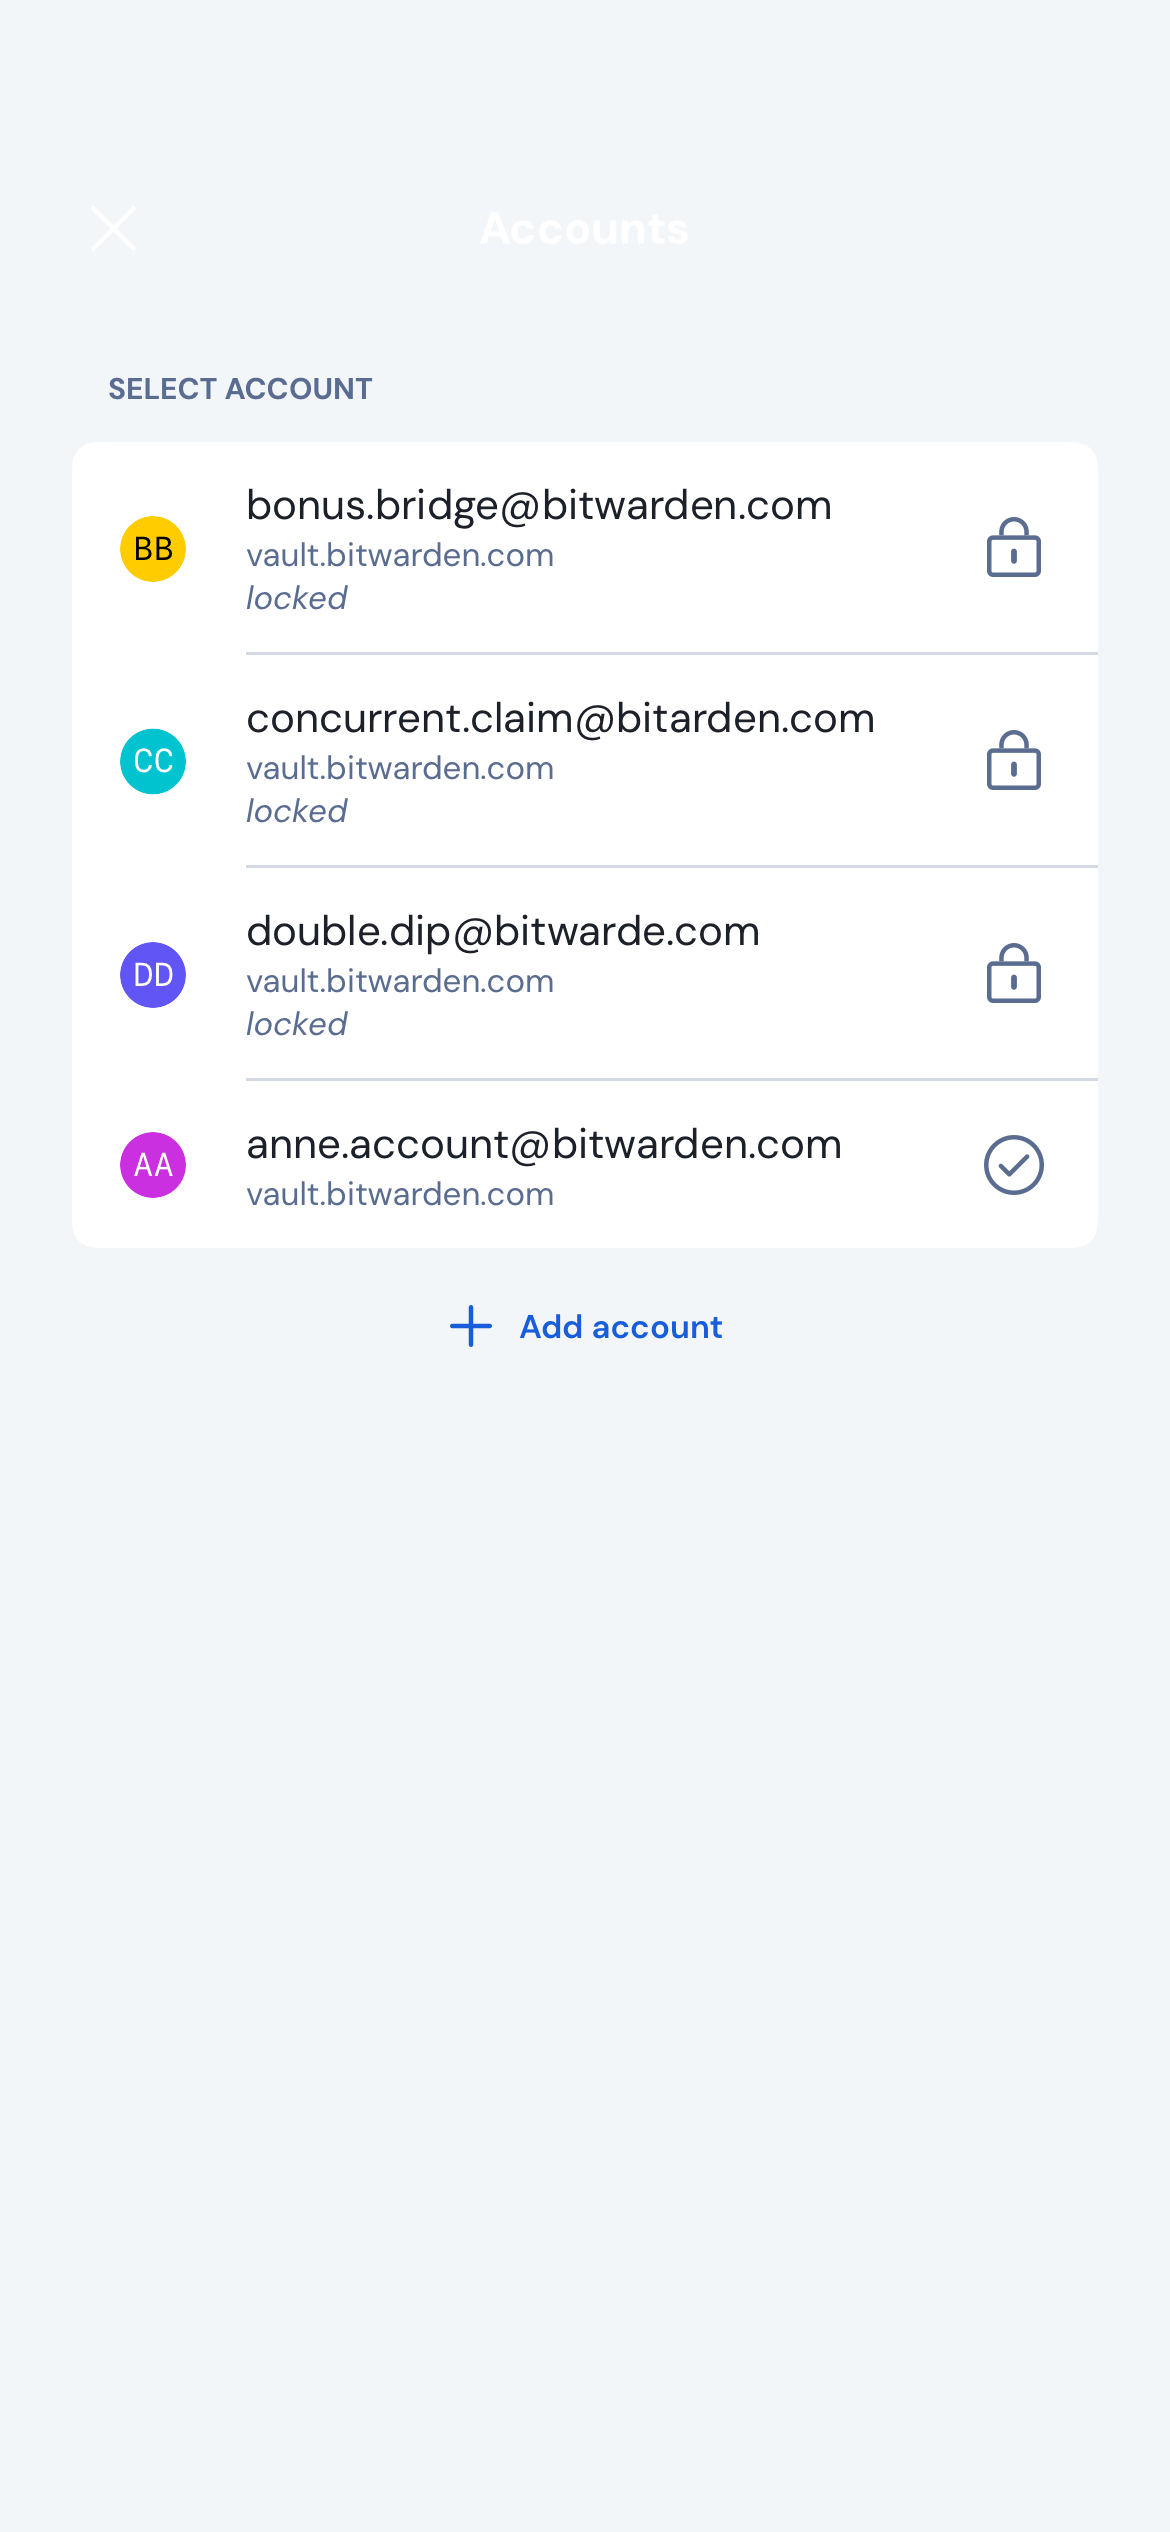 Accounts
SELECT ACCOUNT
BB
bonus.bridge@bitwarden.com
vault.bitwarden.com
locked
CC
concurrent.claim@bitarden.com
vault.bitwarden.com
locked
DD
double.dip@bitwarde.com
vault.bitwarden.com
locked
AA
anne.account@bitwarden.com
vault.bitwarden.com
Add account